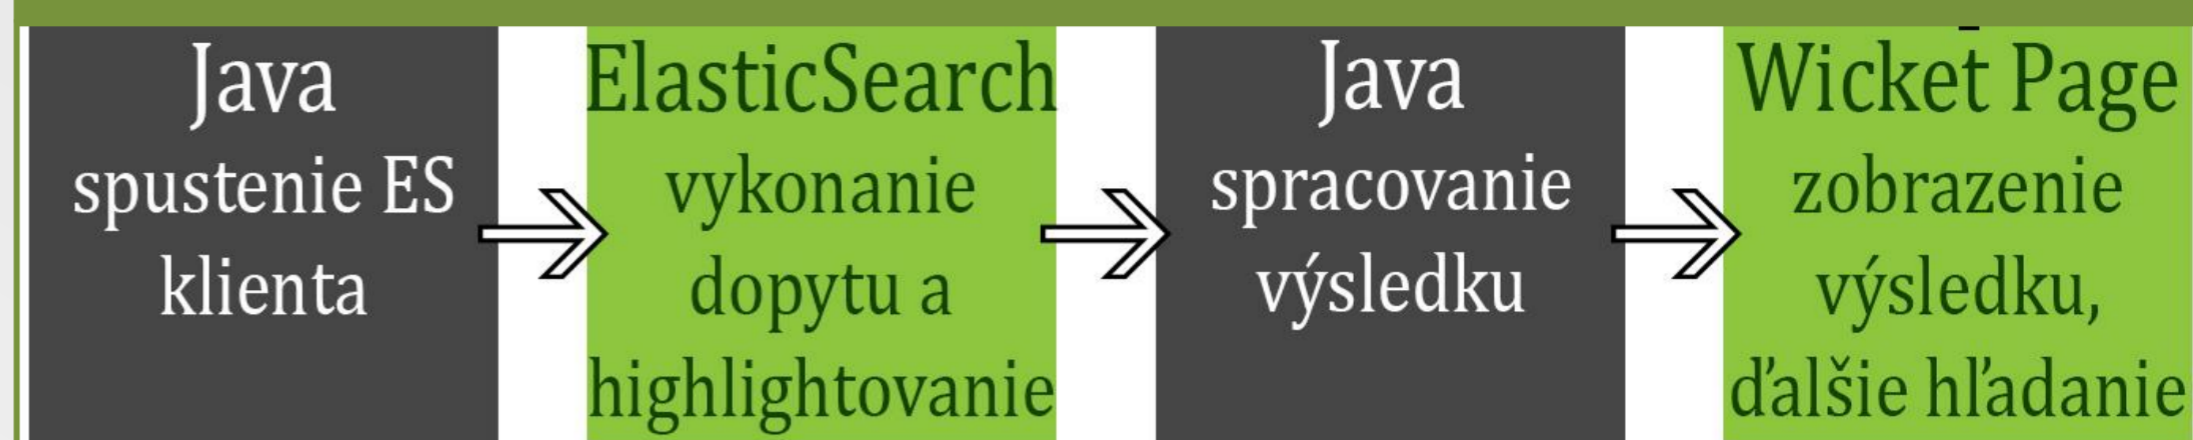 Java
spustenie ES
klienta
ElasticSearch
vykonanie
dopytu a
highlightovanie
Java
spracovanie
výsledku
Wicket Page
zobrazenie
výsledku,
ďalšie hľadanie